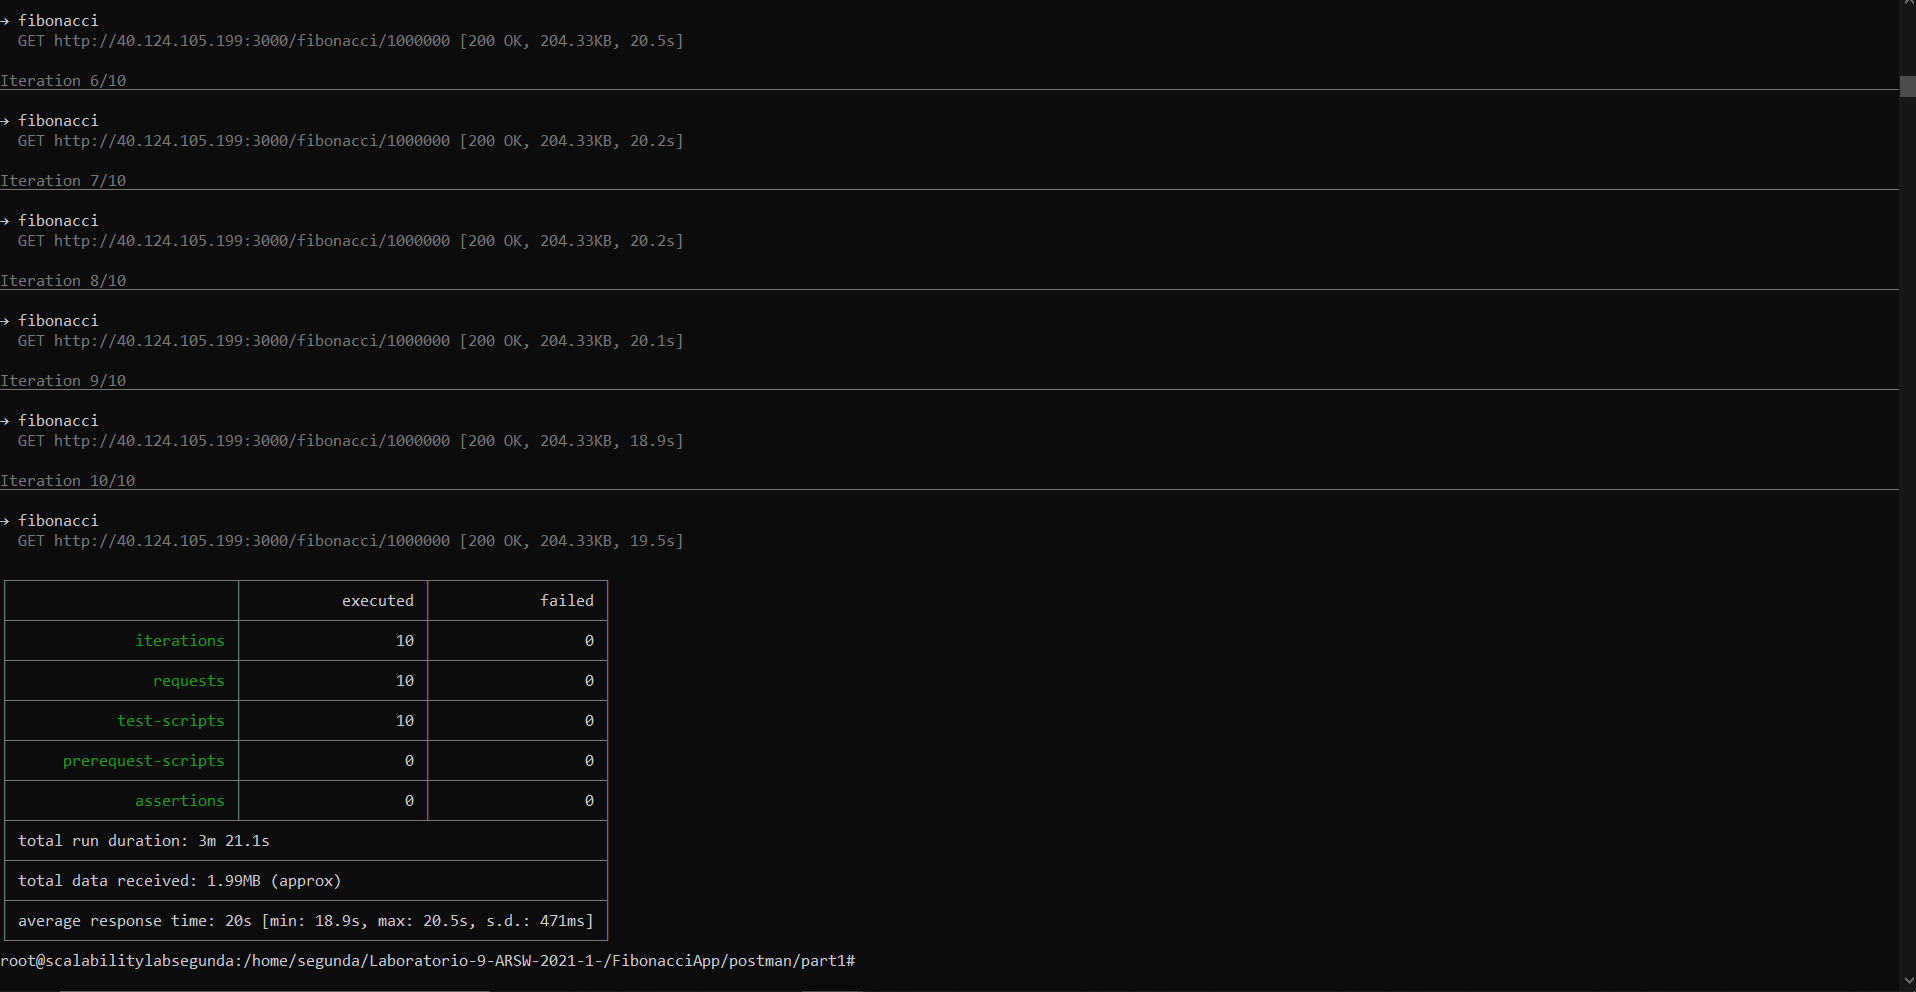 → fibonacci
GET http://40.124.105.199:3000/fibonacci/1000000 [200 OK, 204.33KB, 20.5s]
Iteration 6/10
→ fibonacci
GET http://40.124.105.199:3000/fibonacci/1000000 [200 OK, 204.33KB, 20.2s]
Iteration 7/10
→ fibonacci
GET http://40.124.105.199:3000/fibonacci/1000000 [200 OK, 204.33KB, 20.2s]
Iteration 8/10
→ fibonacci
GET http://40.124.105.199:3000/fibonacci/1000000 [200 OK, 204.33KB, 20.1s]
Iteration 9/10
→ fibonacci
GET http://40.124.105.199:3000/fibonacci/1000000 [200 OK, 204.33KB, 18.9s]
Iteration 10/10
→ fibonacci
GET http://40.124.105.199:3000/fibonacci/1000000 [200 OK, 204.33KB, 19.5s]
executed failed
iterations 10 0
requests 10 0
test-scripts 10 0
prerequest-scripts 0 0
assertions 0 0
total run duration: 3m 21.1s
total data received: 1.99MB (approx)
average response time: 20s [min: 18.9s, max: 20.5s, s.d.: 471ms]
root@scalabilitylabsegunda:/home/segunda/Laboratorio-9-ARSW-2021-1-/FibonacciApp/postman/part1#